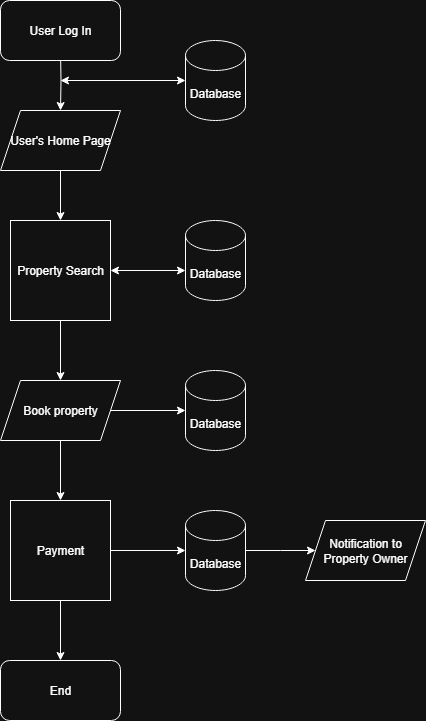 User Log In
Database
User's Home Page
Property Search
Database
Book property
Database
Payment
Database
Notification to
Property Owner
End